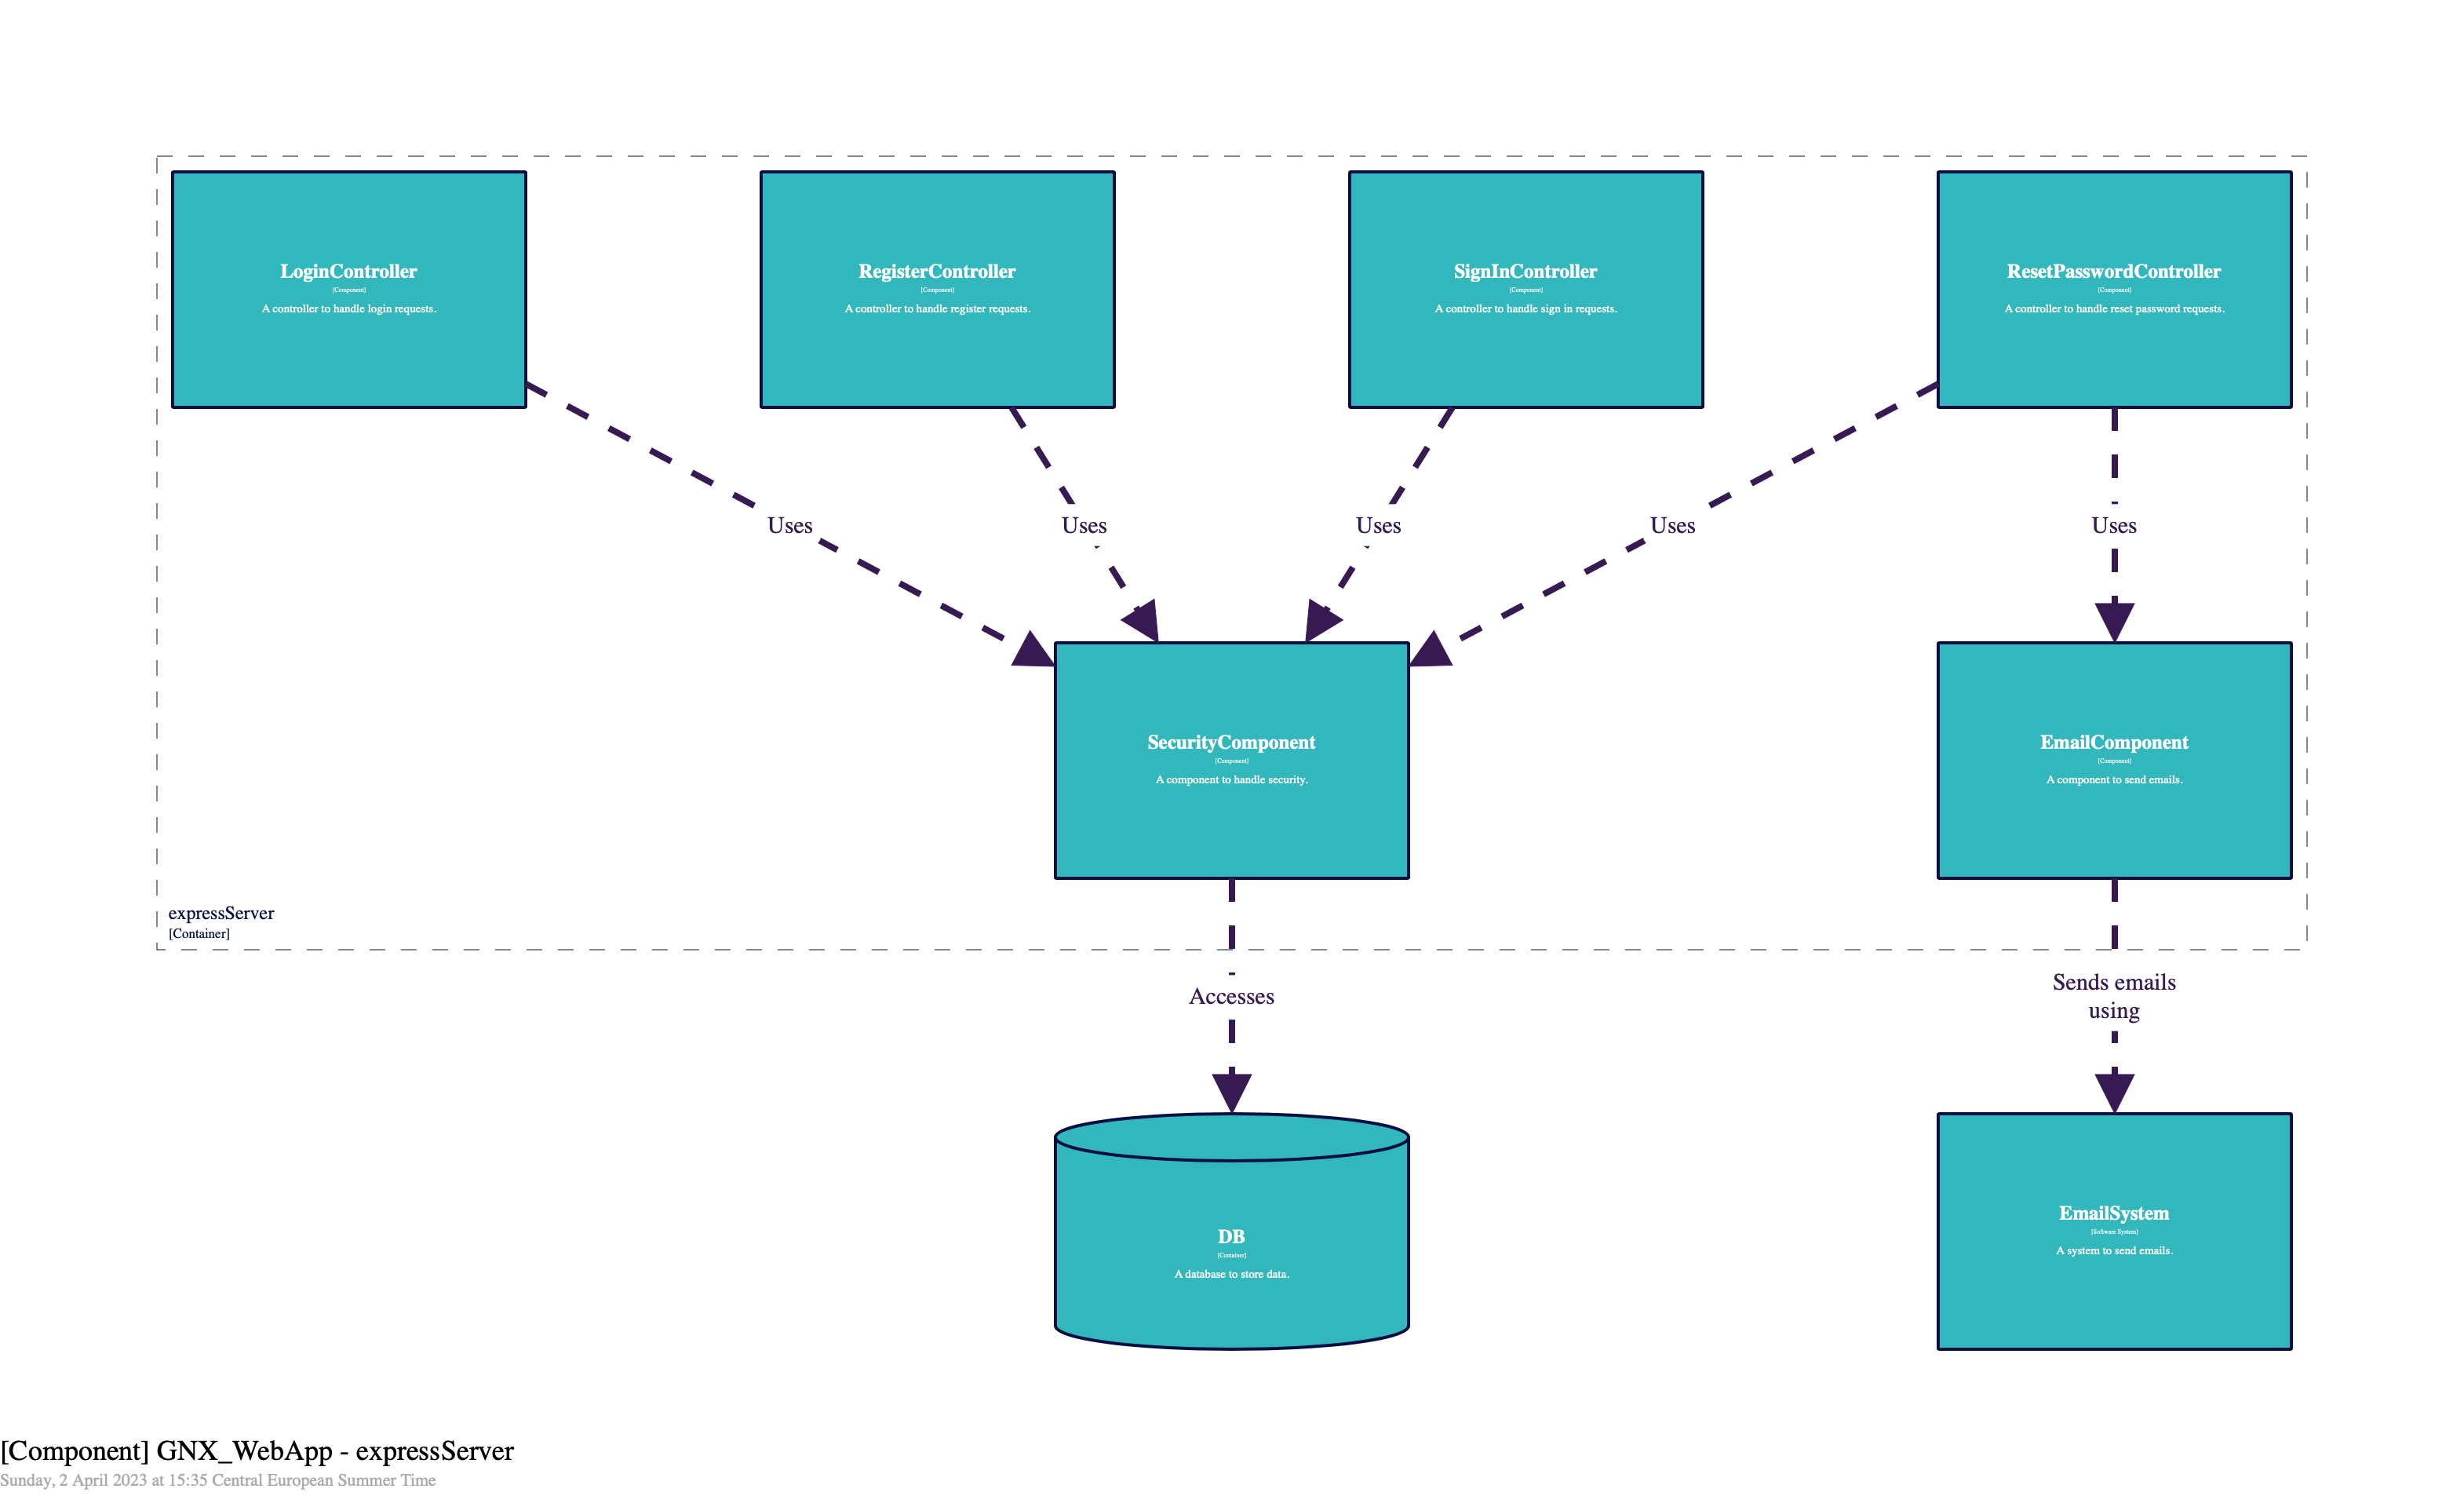 LoginController
[Component]
A controller to handle login requests.
RegisterController
[Component]
A controller to handle register requests.
SignInController
[Component]
A controller to handle sign in requests.
ResetPasswordController
[Component]
A controller to handle reset password requests.
Uses
Uses
Uses
Uses
Uses
SecurityComponent
[Component]
A component to handle security.
EmailComponent
[Component]
A component to send emails.
expressServer
[Container]
Accesses
Sends emails
using
DB
[Container]
A database to store data.
EmailSystem
[Software System]
A system to send emails.
[Component] GNX_WebApp - expressServer
Sunday, 2 April 2023 at 15:35 Central European Summer Time